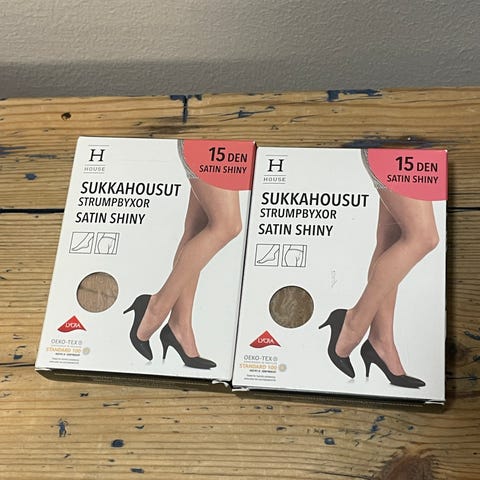 H
HOUSE
15 DEN
SATIN SHINY
SUKKAHOUSUT
STRUMPBYXOR
SATIN SHINY
LYCRA
OEKO-TEX
STANDARD 100
H
HOUSE
15 DEN
SATIN SHINY
SUKKAHOUSUT
STRUMPBYXOR
SATIN SHINY
LYCRA
OEKO-TEX
STANDARD 100